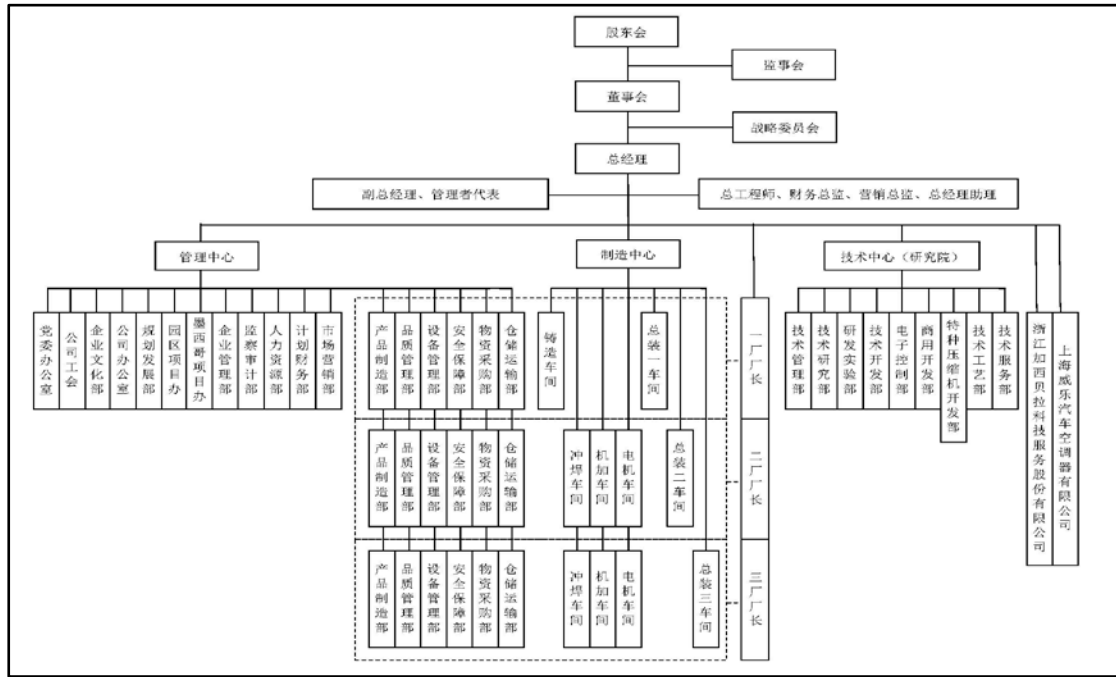 股东会
监事会
董事会
战略委员会
总经理
副总经理、管理者代表
总工程师、财务总监、营销总监、总经理助理
管理中心
制造中心
技术中心（研究院）
党委办公室
公司工会
企业文化部
公司办公室
规划发展部
园区项目办
墨西哥项目办
企业管理部
监察审计部
人力资源部
计划财务部
市场营销部
产品制造部
品质管理部
设备管理部
安全保障部
物资采购部
仓储运输部
铸造车间
总装一车间
一厂厂长
技术管理部
技术研究部
研发实验部
技术开发部
电子控制部
商用开发部
特种压缩机开发部
技术工艺部
技术服务部
浙江加西贝拉科技服务股份有限公司
上海威乐汽车空调器有限公司
产品制造部
品质管理部
设备管理部
安全保障部
物资采购部
仓储运输部
冲焊车间
机加车间
电机车间
总装二车间
二厂厂长
产品制造部
品质管理部
设备管理部
安全保障部
物资采购部
仓储运输部
冲焊车间
机加车间
电机车间
总装三车间
三厂厂长